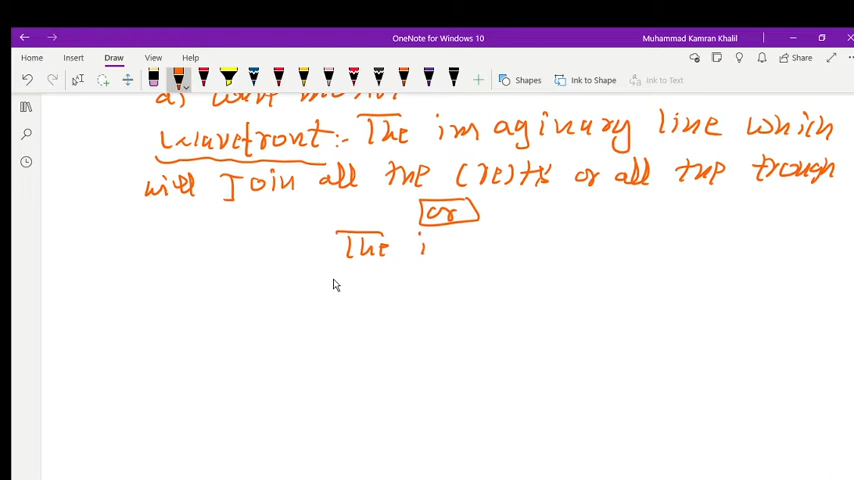 OneNote for Windows 10
Muhammad Kamran Khalil
Home Insert Draw View Help
Share
Shapes Ink to Shape Ink to Text
a)
Wavefront:- The imaginary line which
will Join all the crests or all the trough
or
The i